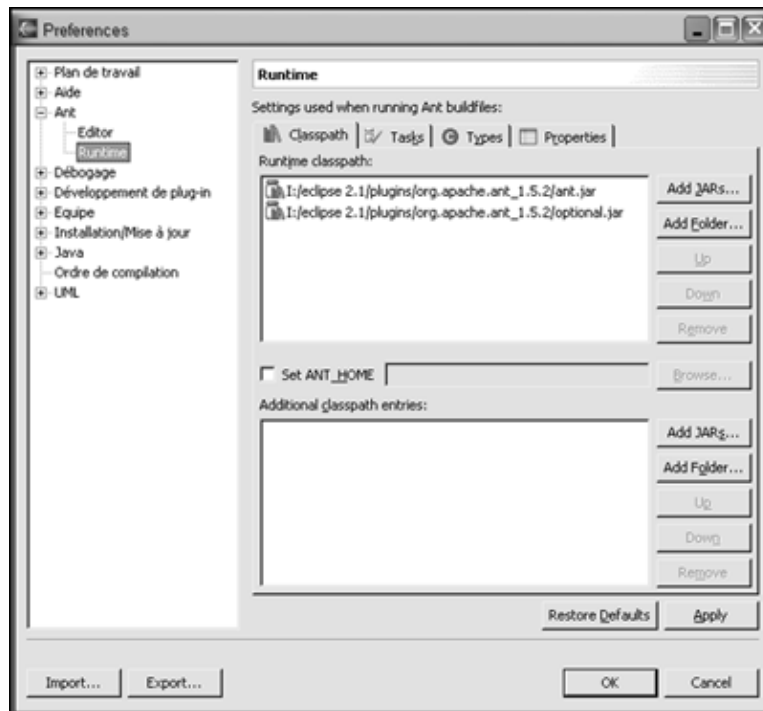 Preferences
Plan de travail
Aide
Ant
Editor
Runtime
Débogage
Développement de plug-in
Equipe
Installation/Mise à jour
Java
Ordre de compilation
UML
Runtime
Settings used when running Ant buildfiles:
Classpath
Tasks
Types
Properties
Runtime classpath:
I:/eclipse 2.1/plugins/org.apache.ant_1.5.2/ant.jar
I:/eclipse 2.1/plugins/org.apache.ant_1.5.2/optional.jar
Add JARs...
Add Folder...
Up
Down
Remove
Set ANT_HOME
Browse...
Additional classpath entries:
Add JARs...
Add Folder...
Up
Down
Remove
Restore Defaults
Apply
Import...
Export...
OK
Cancel